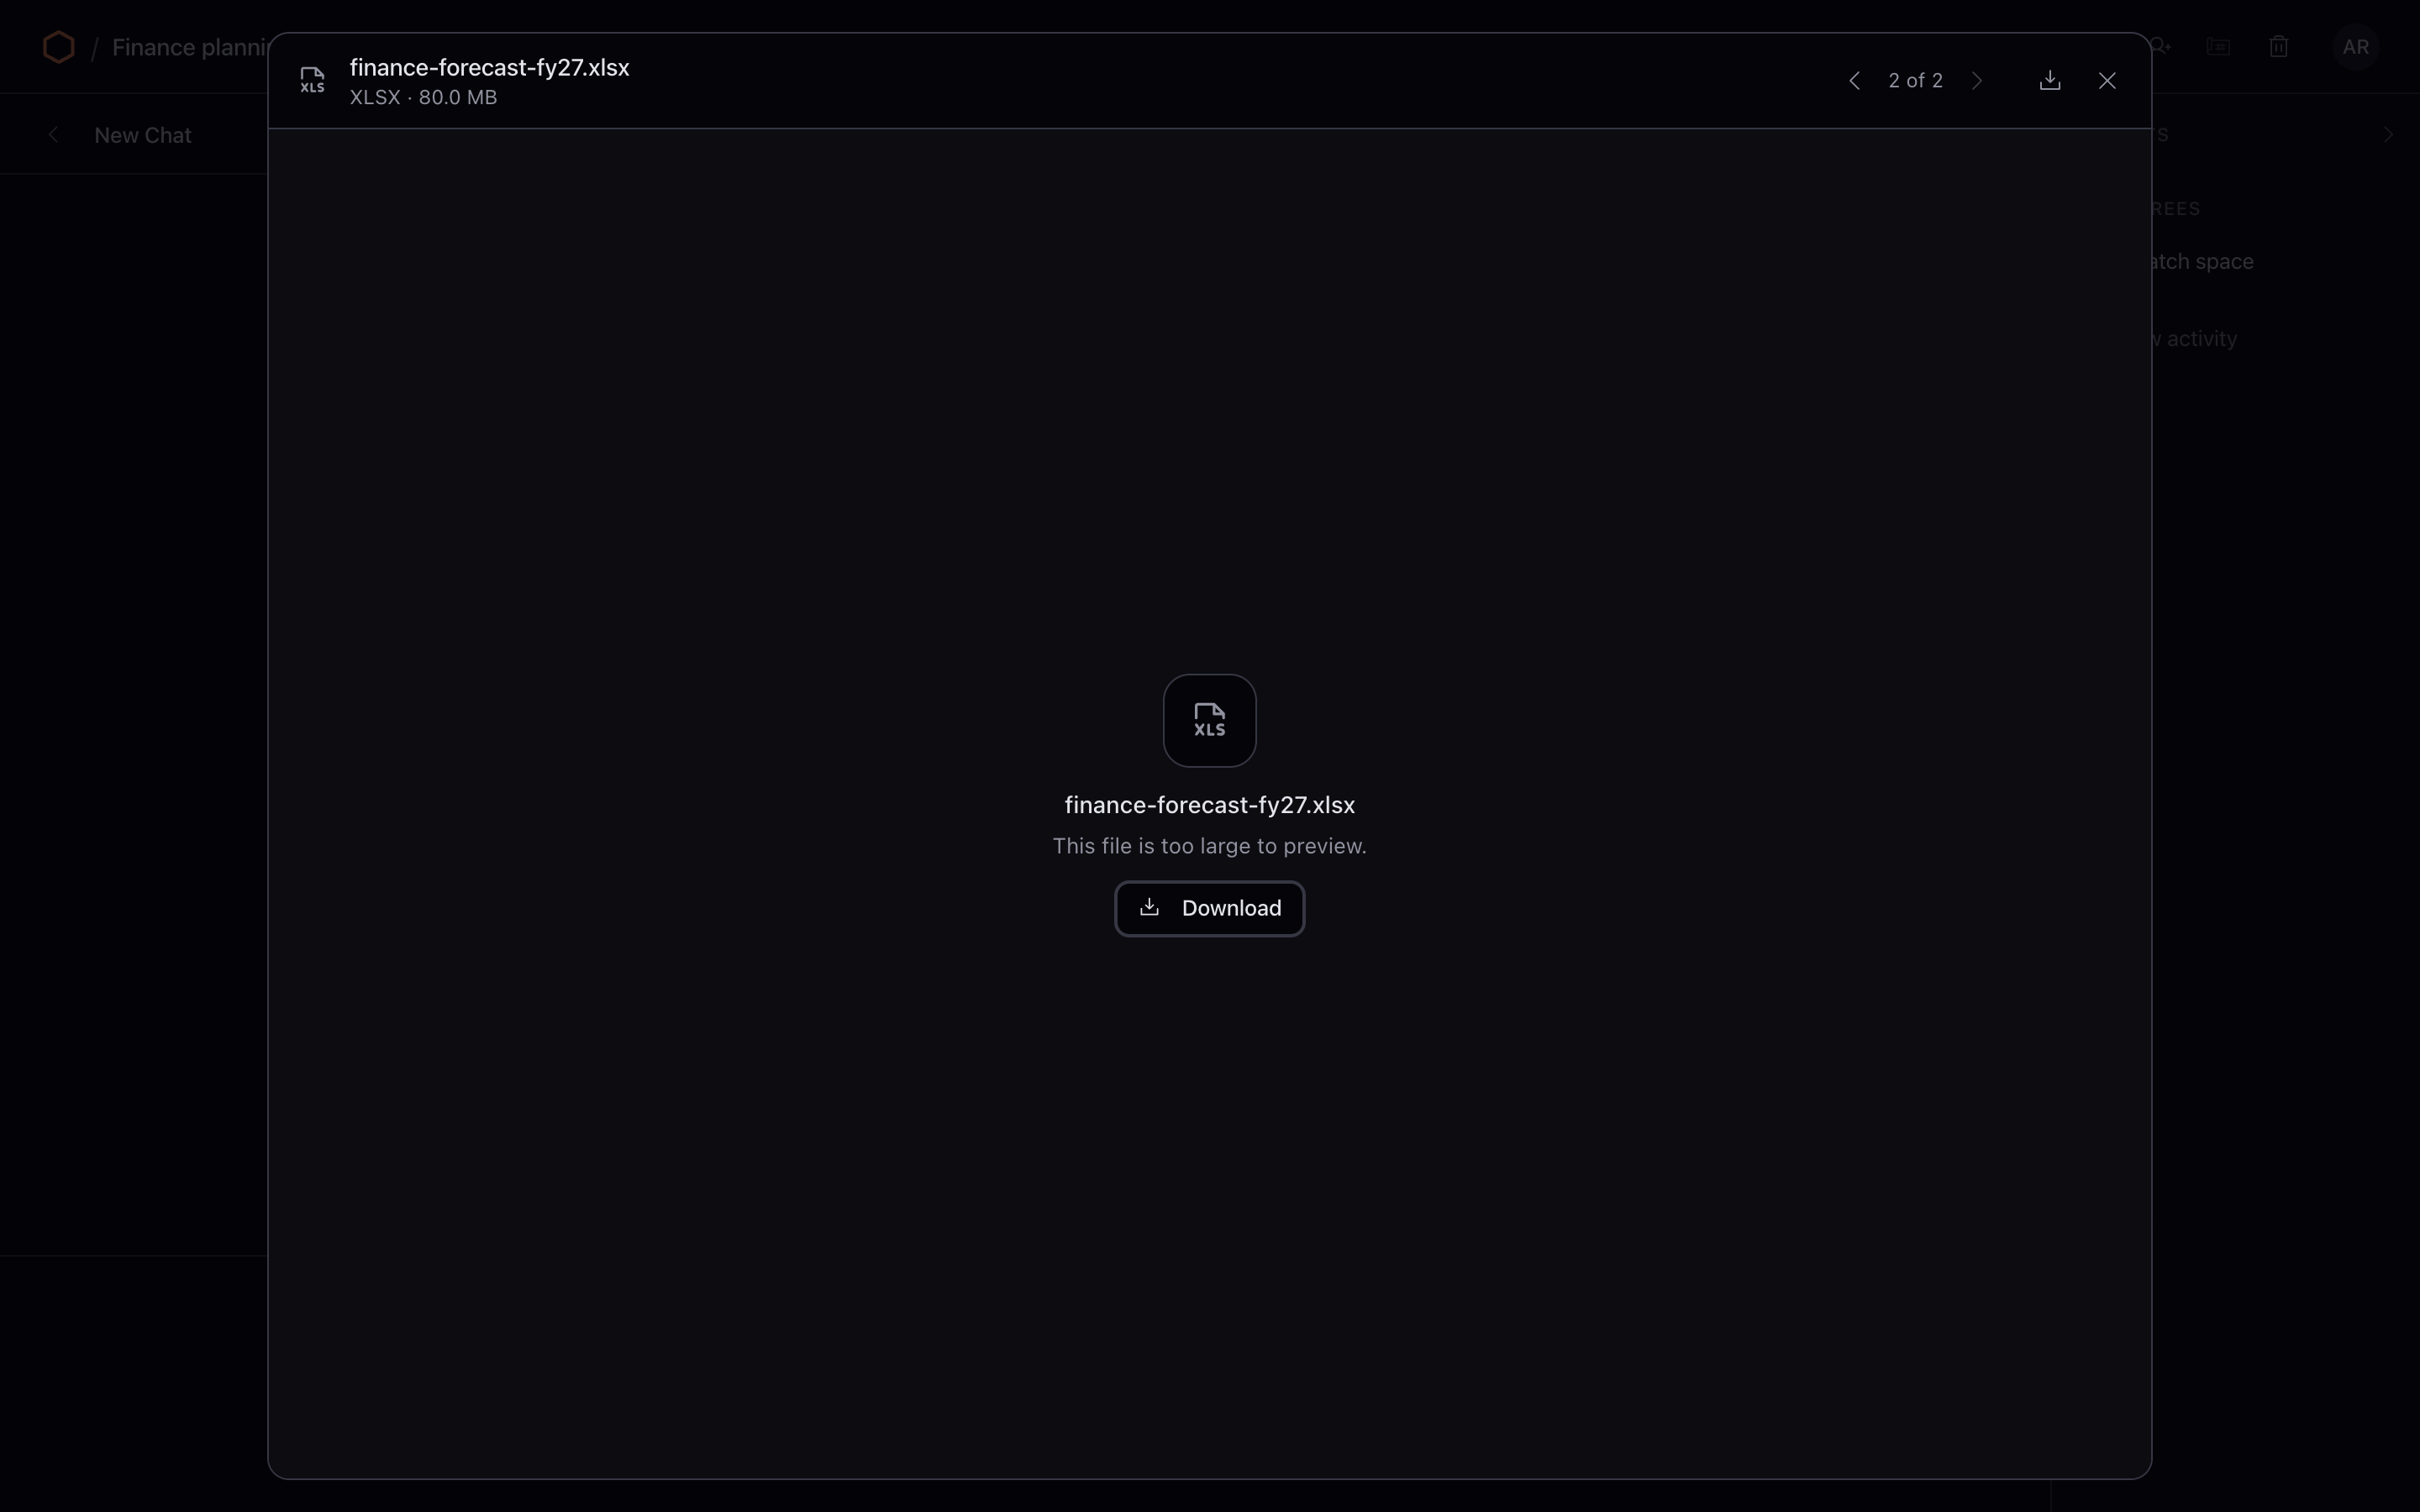 / Finance plannin
AR
XLS
finance-forecast-fy27.xlsx
XLSX · 80.0 MB
2 of 2
New Chat
S
REES
atch space
w activity
XLS
finance-forecast-fy27.xlsx
This file is too large to preview.
Download